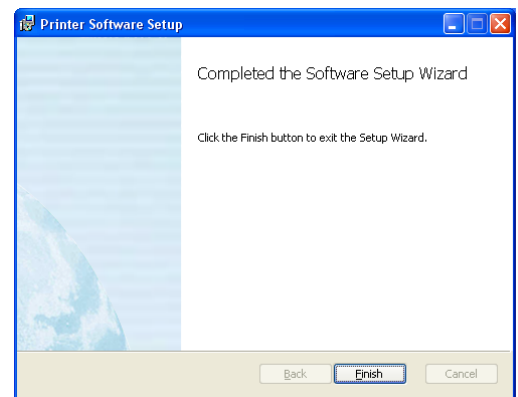 Printer Software Setup
Completed the Software Setup Wizard
Click the Finish button to exit the Setup Wizard.
Back Finish Cancel